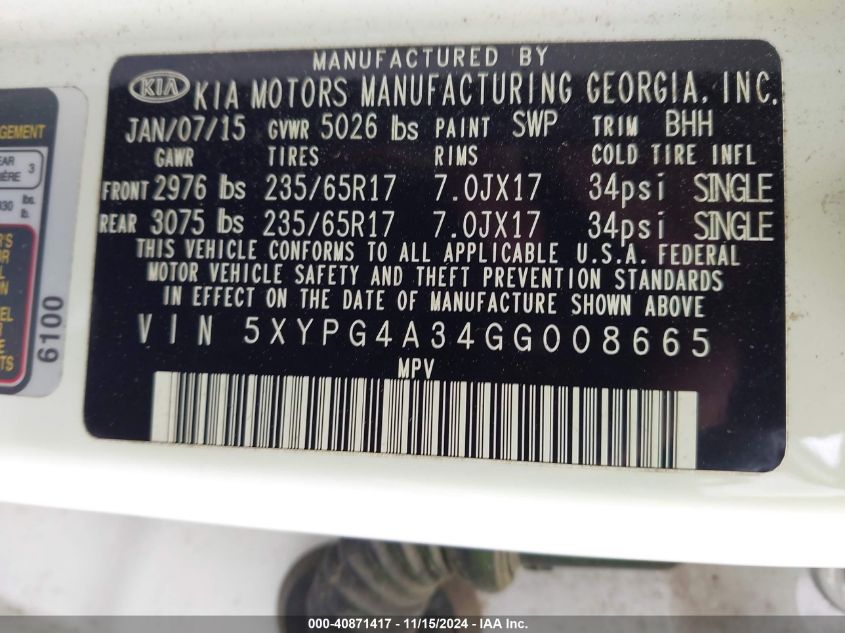 MANUFACTURED BY
KIA KIA MOTORS MANUFACTURING GEORGIA, INC.
JAN/07/15 GVWR 5026 lbs PAINT SWP TRIM BHH
GAWR TIRES RIMS COLD TIRE INFL
FRONT 2976 lbs 235/65R17 7.0JX17 34psi SINGLE
REAR 3075 lbs 235/65R17 7.0JX17 34psi SINGLE
THIS VEHICLE CONFORMS TO ALL APPLICABLE U.S.A. FEDERAL
MOTOR VEHICLE SAFETY AND THEFT PREVENTION STANDARDS
IN EFFECT ON THE DATE OF MANUFACTURE SHOWN ABOVE
VIN 5XYPG4A34GG008665
MPV
3
lbs.
lb.
6100
000-40871417 - 11/15/2024 - IAA Inc.